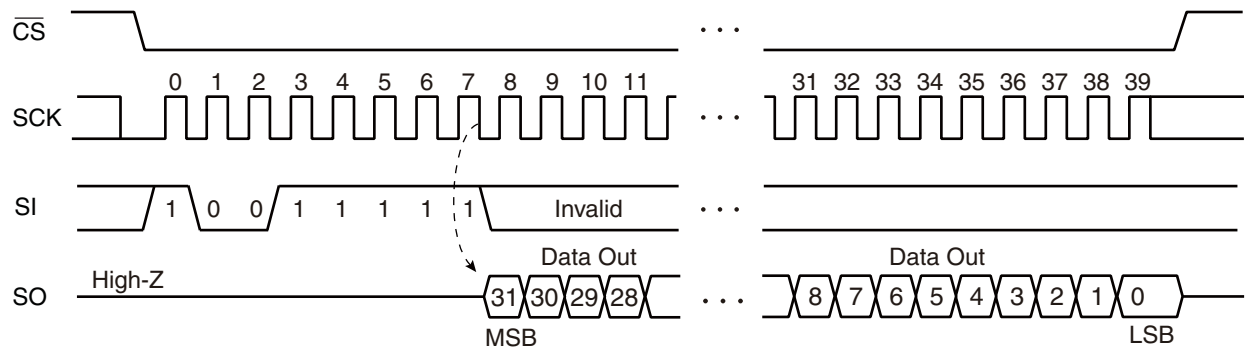 CS
• • •
0 1 2 3 4 5 6 7 8 9 10 11 31 32 33 34 35 36 37 38 39
SCK
• • •
SI 1 0 0 1 1 1 1 1 Invalid • • •
Data Out Data Out
High-Z
SO 31 30 29 28 • • • 8 7 6 5 4 3 2 1 0
MSB LSB